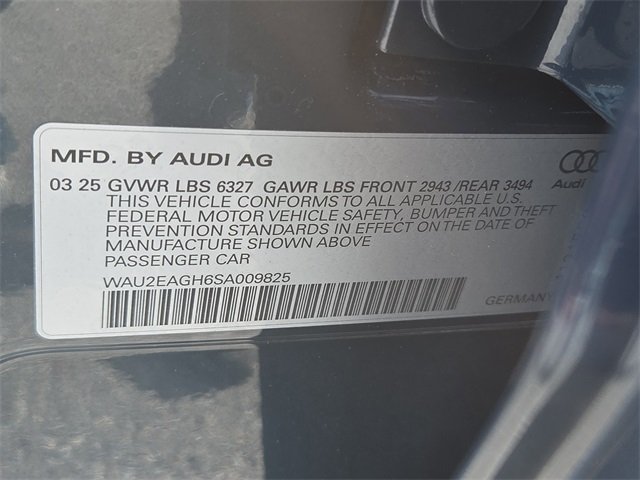 MFD. BY AUDI AG
03 25 GVWR LBS 6327 GAWR LBS FRONT 2943 /REAR 3494
THIS VEHICLE CONFORMS TO ALL APPLICABLE U.S.
FEDERAL MOTOR VEHICLE SAFETY, BUMPER AND THEFT
PREVENTION STANDARDS IN EFFECT ON THE DATE OF
MANUFACTURE SHOWN ABOVE
PASSENGER CAR
WAU2EAGH6SA009825
Audi
GERMANY